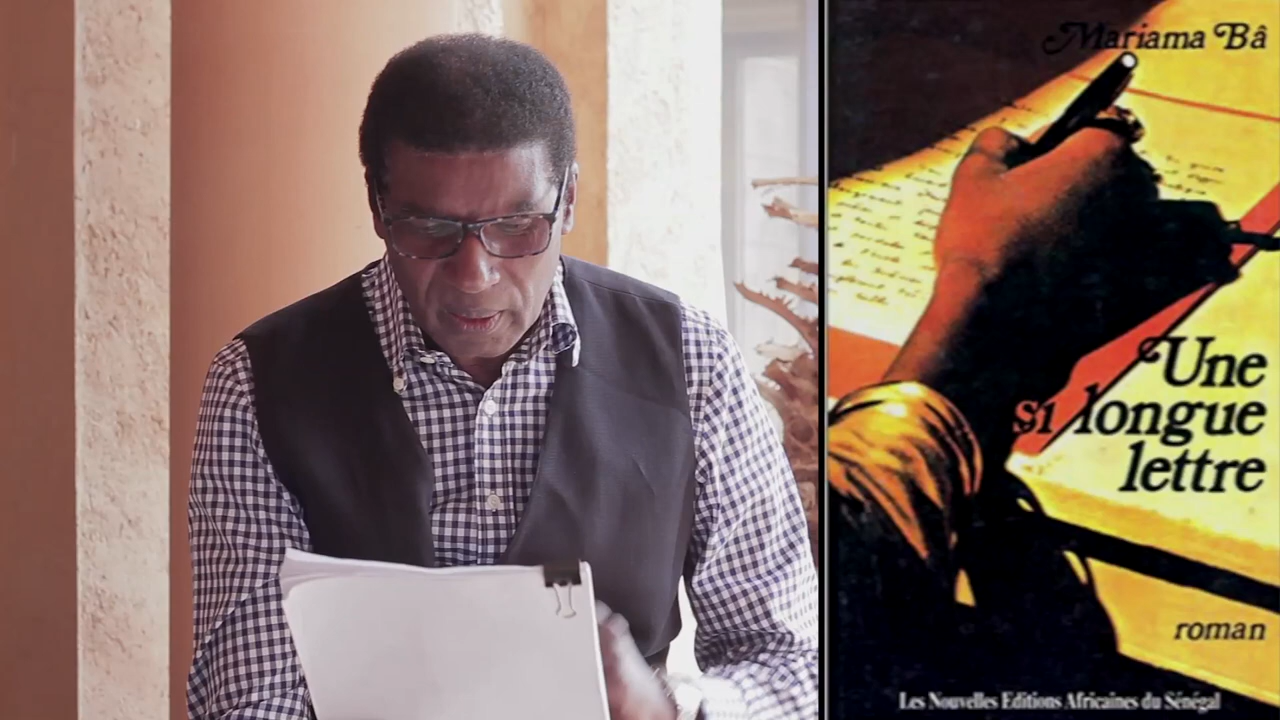 Mariama Bâ
Une
si longue
lettre
roman
Les Nouvelles Editions Africaines du Sénégal